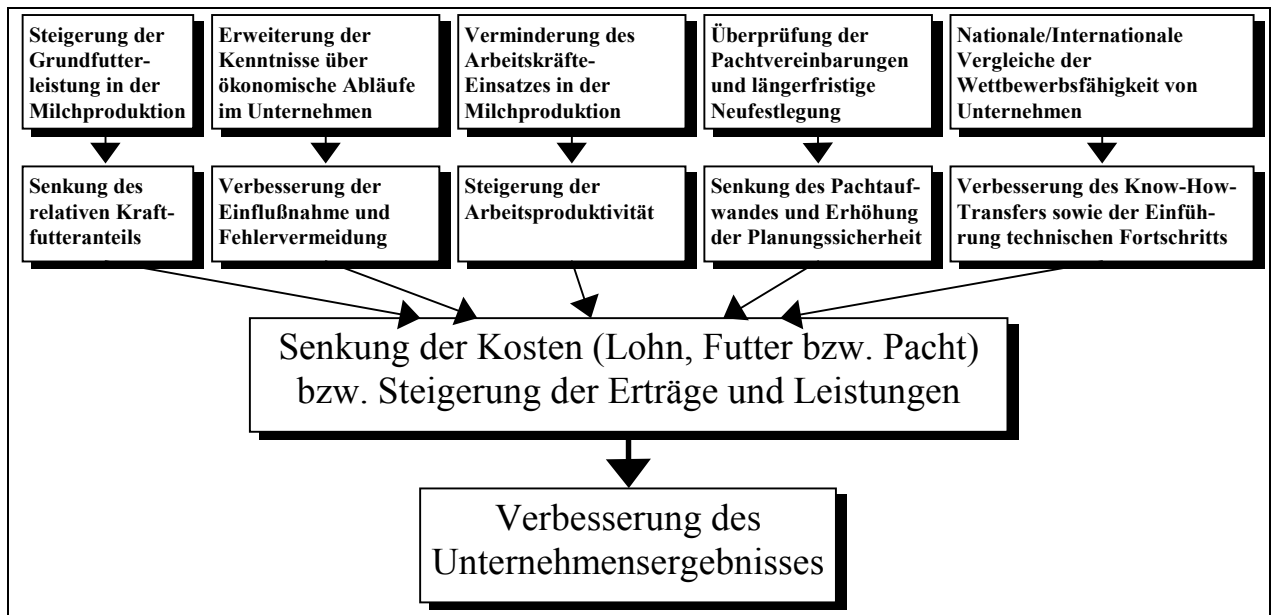 Steigerung der
Grundfutter-
leistung in der
Milchproduktion
Erweiterung der
Kenntnisse über
ökonomische Abläufe
im Unternehmen
Verminderung des
Arbeitskräfte-
Einsatzes in der
Milchproduktion
Überprüfung der
Pachtvereinbarungen
und längerfristige
Neufestlegung
Nationale/Internationale
Vergleiche der
Wettbewerbsfähigkeit von
Unternehmen
Senkung des
relativen Kraft-
futteranteils
Verbesserung der
Einflußnahme und
Fehlervermeidung
Steigerung der
Arbeitsproduktivität
Senkung des Pachtauf-
wandes und Erhöhung
der Planungssicherheit
Verbesserung des Know-How-
Transfers sowie der Einfüh-
rung technischen Fortschritts
Senkung der Kosten (Lohn, Futter bzw. Pacht)
bzw. Steigerung der Erträge und Leistungen
Verbesserung des
Unternehmensergebnisses